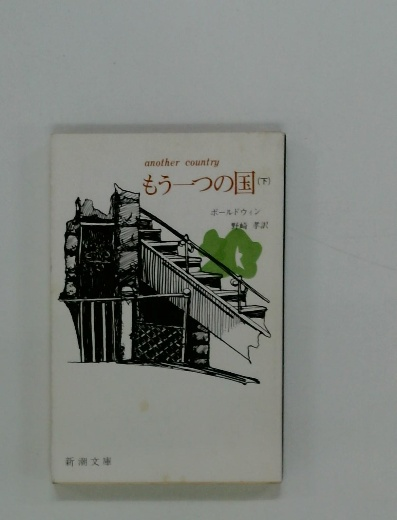 another country
もう一つの国(下)
ボールドウィン
野崎 孝訳
新潮文庫